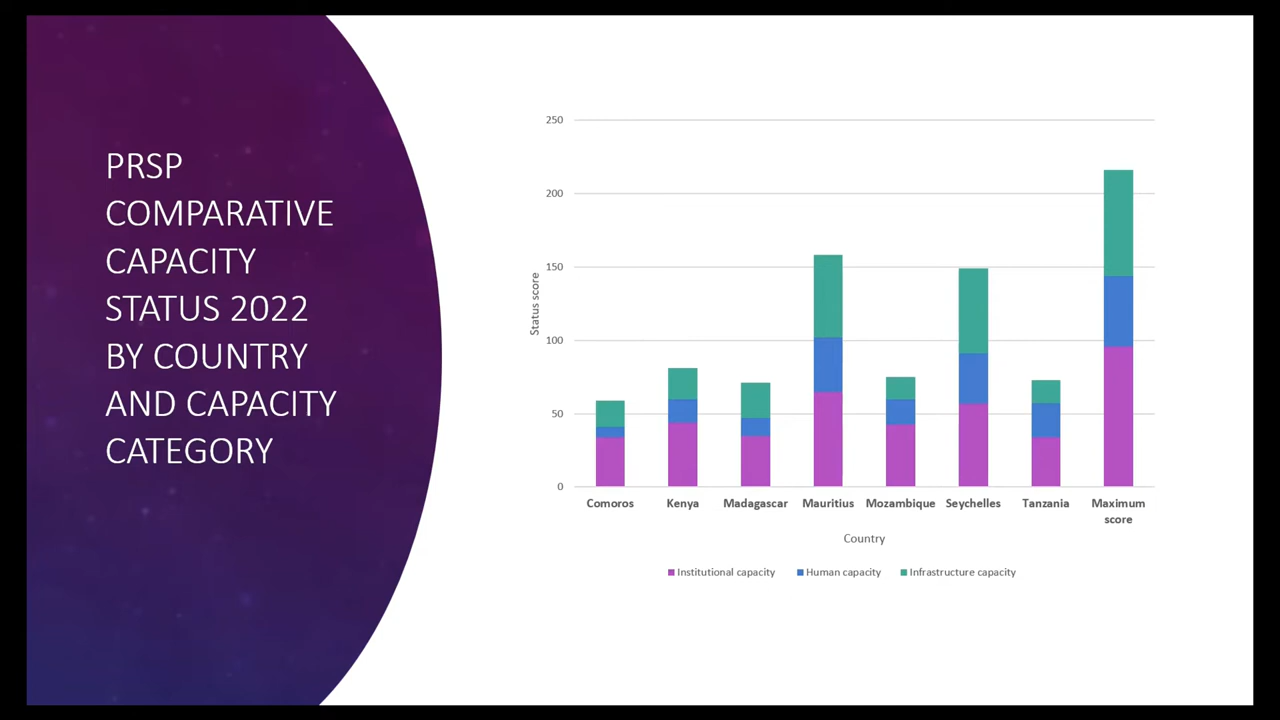 PRSP
COMPARATIVE
CAPACITY
STATUS 2022
BY COUNTRY
AND CAPACITY
CATEGORY
250
200
150
100
50
0
Status score
Comoros Kenya Madagascar Mauritius Mozambique Seychelles Tanzania Maximum
score
Country
Institutional capacity Human capacity Infrastructure capacity